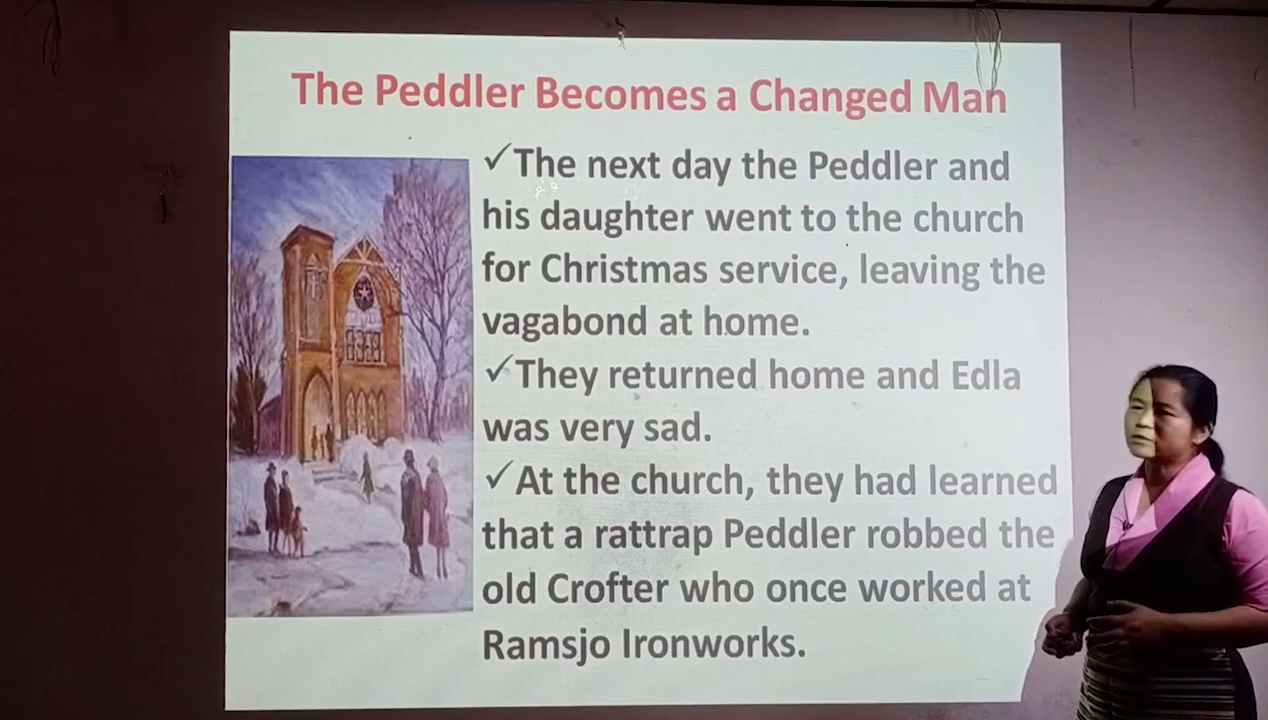 The Peddler Becomes a Changed Man
✓The next day the Peddler and
his daughter went to the church
for Christmas service, leaving the
vagabond at home.
✓They returned home and Edla
was very sad.
✓At the church, they had learned
that a rattrap Peddler robbed the
old Crofter who once worked at
Ramsjo Ironworks.